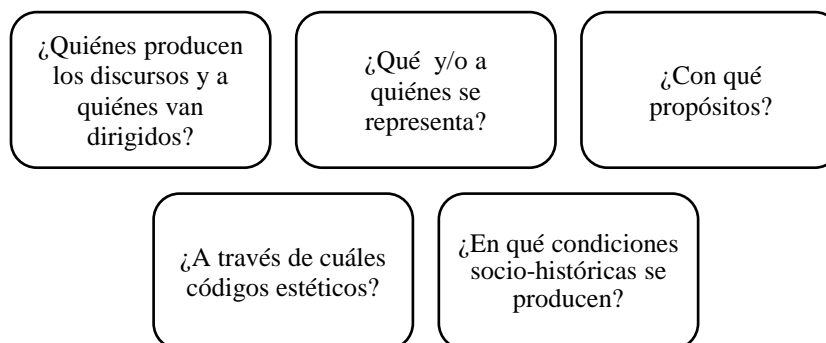 ¿Quiénes producen
los discursos y a
quiénes van
dirigidos?
¿Qué y/o a
quiénes se
representa?
¿Con qué
propósitos?
¿A través de cuáles
códigos estéticos?
¿En qué condiciones
socio-históricas se
producen?